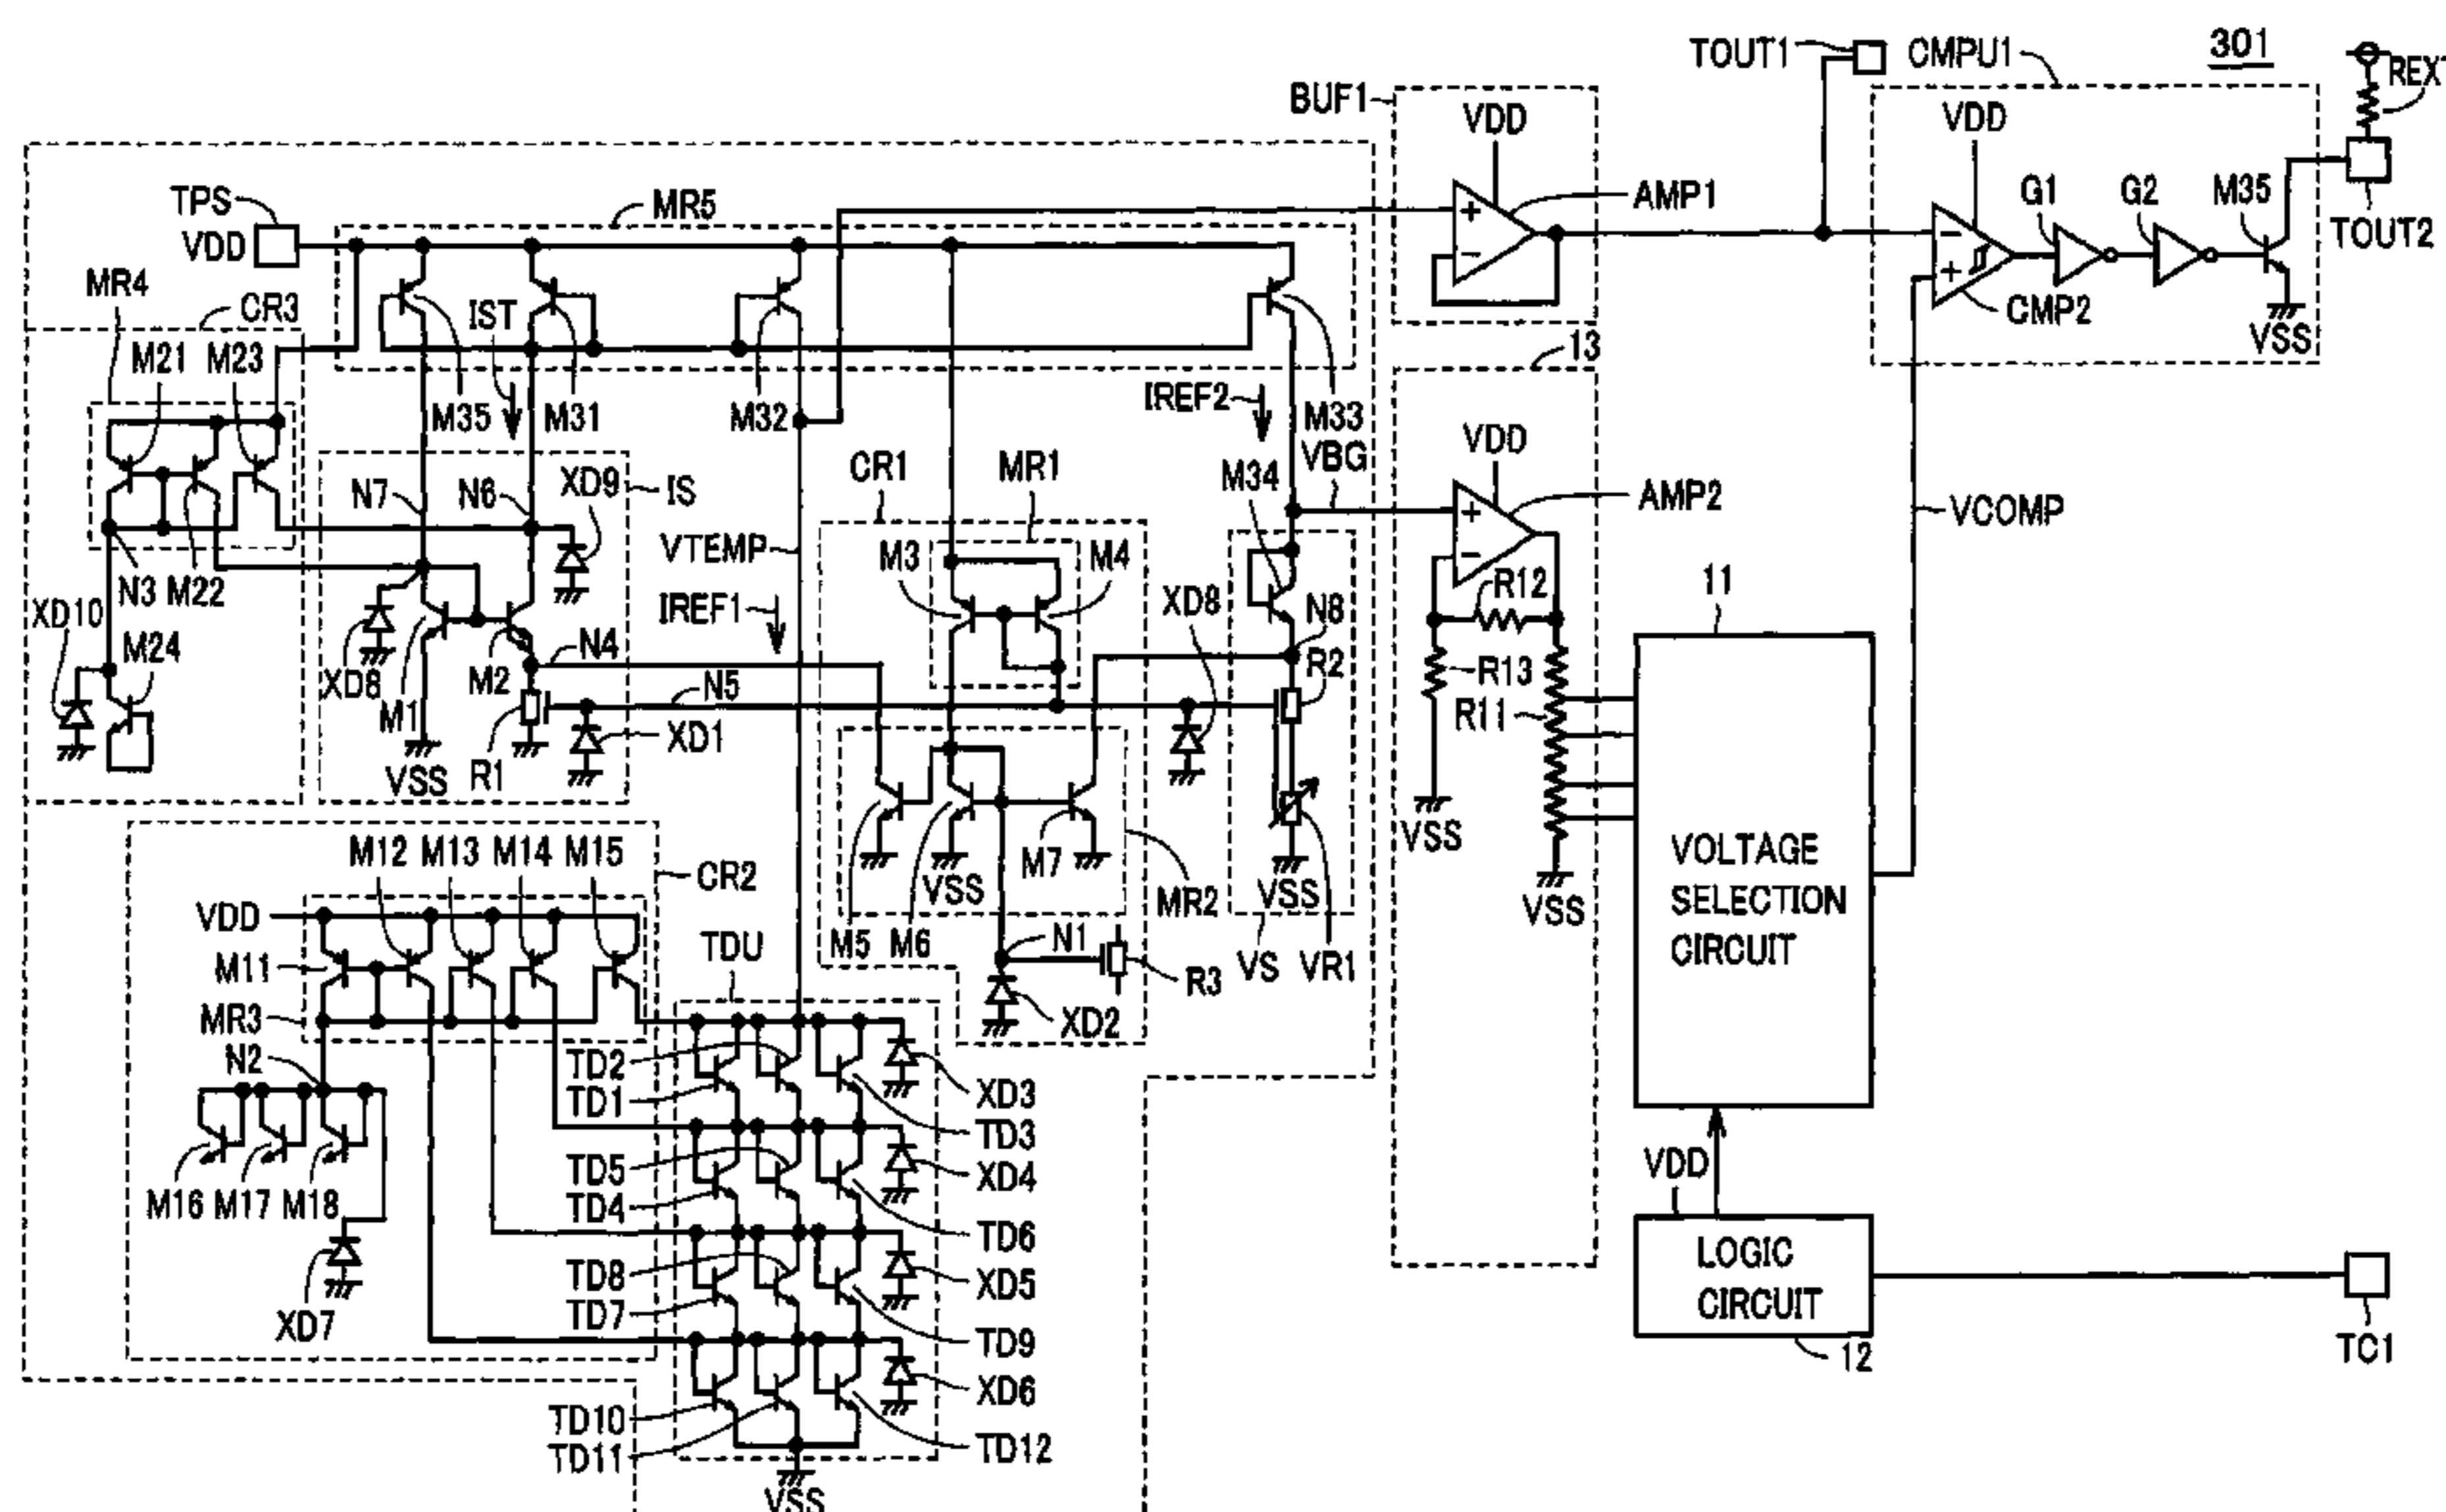 301
TOUT1
CMPU1
REXT
BUF1
VDD
VDD
TPS
VDD
MR5
AMP1
G1
G2
M35
TOUT2
MR4
CR3
IST
CMP2
VSS
13
M21
M23
M35
M31
M32
IREF2
M33
VDD
VBG
CR1
MR1
M34
N7
N6
XD9
IS
AMP2
VCOMP
VTEMP
M3
M4
N3
M22
XD10
IREF1
XD8
N8
R12
11
M24
XD8
M2
N4
R2
R13
M1
N5
R11
R1
XD1
VSS
VSS
M7
VSS
VSS
VSS
VOLTAGE
SELECTION
CIRCUIT
M12
M13
M14
M15
CR2
MR2
VDD
M5
M6
N1
VS
VR1
M11
TDU
R3
MR3
XD2
N2
TD2
TD1
XD3
TD3
TD5
TD4
XD4
M16
M17
M18
TD6
VDD
TD8
TD7
XD5
LOGIC
CIRCUIT
XD7
TD9
12
TC1
XD6
TD10
TD11
TD12
VSS